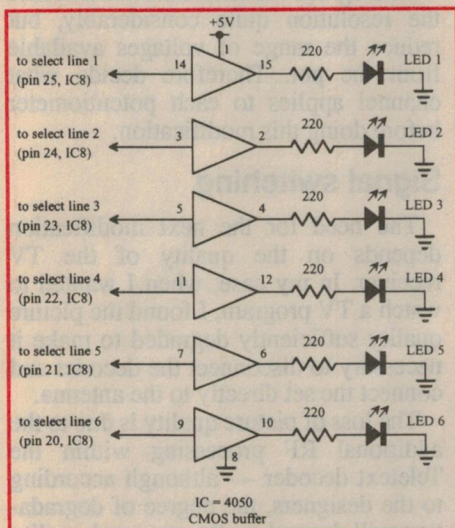 +5V
to select line 1
(pin 25, IC8)
14
15
220
LED 1
to select line 2
(pin 24, IC8)
3
2
220
LED 2
to select line 3
(pin 23, IC8)
5
4
220
LED 3
to select line 4
(pin 22, IC8)
11
12
220
LED 4
to select line 5
(pin 21, IC8)
7
6
220
LED 5
to select line 6
(pin 20, IC8)
9
10
220
LED 6
8
IC = 4050
CMOS buffer